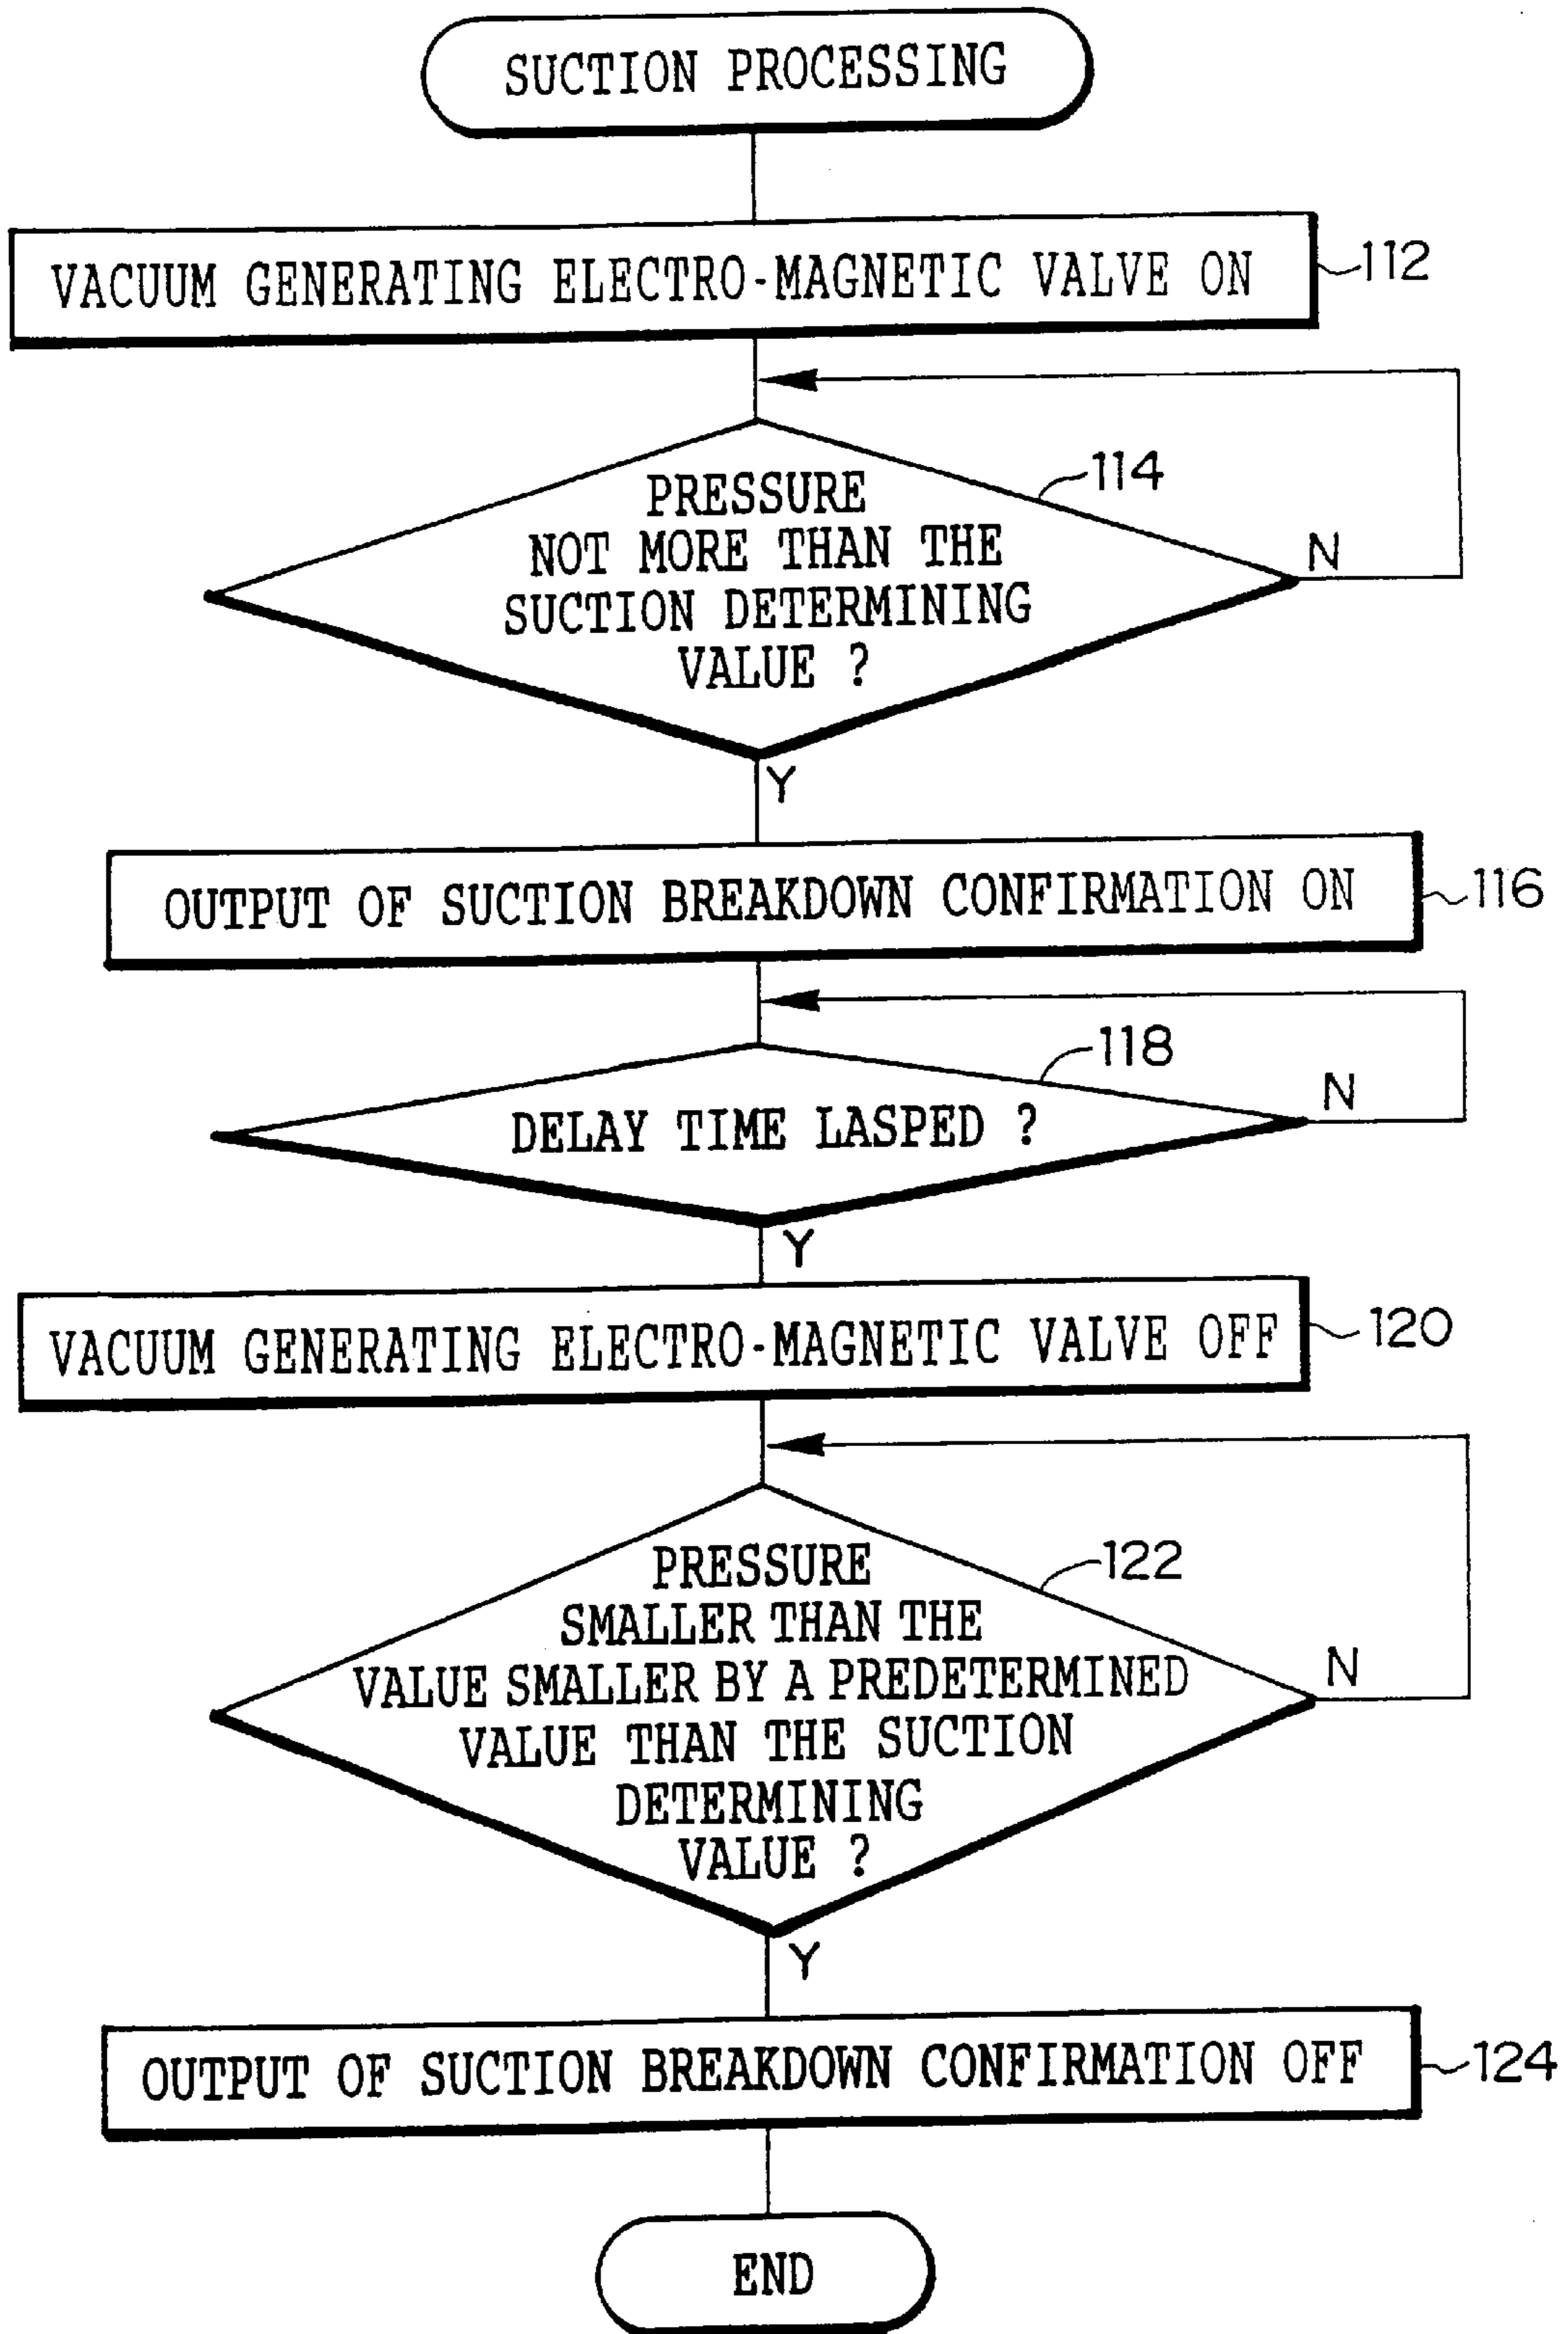 SUCTION PROCESSING
VACUUM GENERATING ELECTRO-MAGNETIC VALVE ON
112
PRESSURE
NOT MORE THAN THE
SUCTION DETERMINING
VALUE ?
114
N
Y
OUTPUT OF SUCTION BREAKDOWN CONFIRMATION ON
116
DELAY TIME LASPED ?
118
N
Y
VACUUM GENERATING ELECTRO-MAGNETIC VALVE OFF
120
PRESSURE
SMALLER THAN THE
VALUE SMALLER BY A PREDETERMINED
VALUE THAN THE SUCTION
DETERMINING
VALUE ?
122
N
Y
OUTPUT OF SUCTION BREAKDOWN CONFIRMATION OFF
124
END